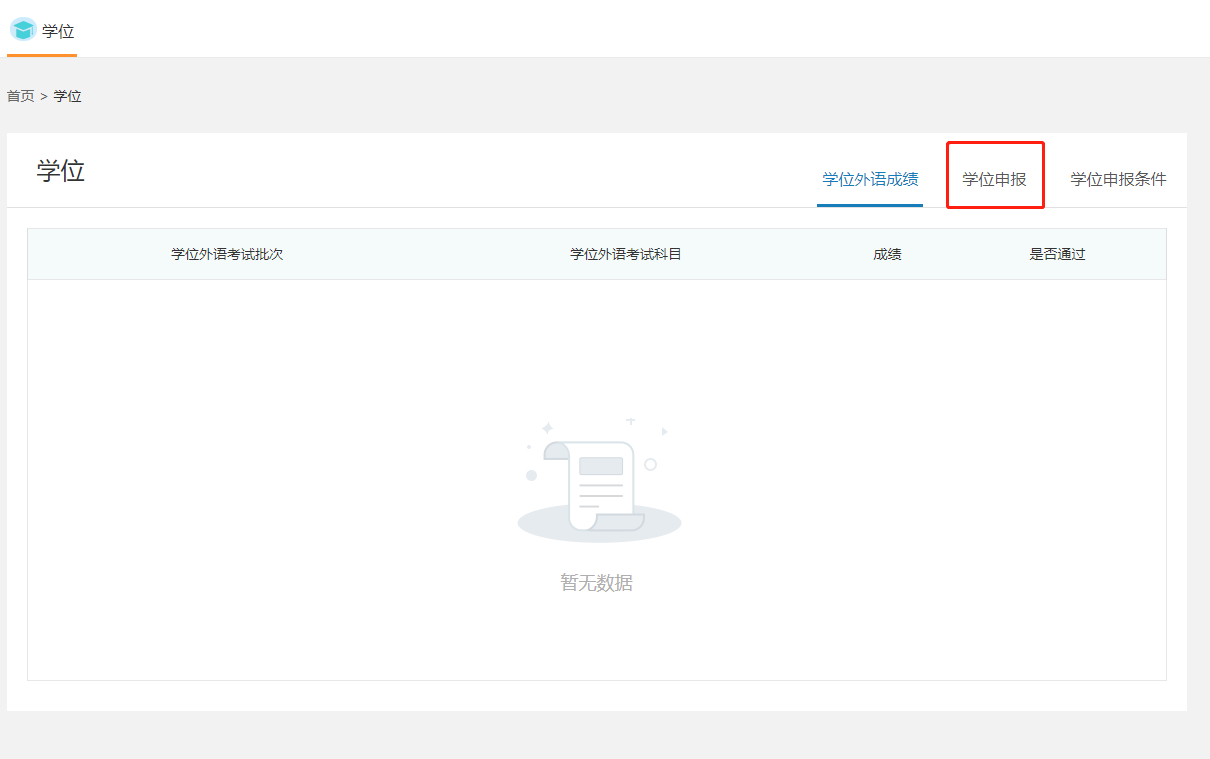 学位
首页 > 学位
学位
学位外语成绩 学位申报 学位申报条件
学位外语考试批次 学位外语考试科目 成绩 是否通过
暂无数据